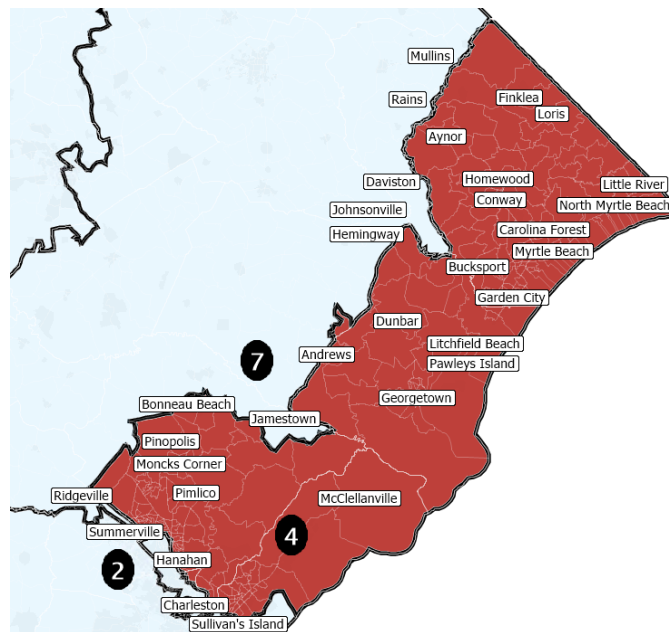 Mullins
Finklea
Rains
Loris
Aynor
Homewood
Daviston
Little River
Conway
North Myrtle Beach
Johnsonville
Hemingway
Carolina Forest
Myrtle Beach
Bucksport
Garden City
Dunbar
Litchfield Beach
Andrews
7
Pawleys Island
Georgetown
Bonneau Beach
Jamestown
Pinopolis
Moncks Corner
Ridgeville
Pimlico
McClellanville
Summerville
4
Hanahan
2
Charleston
Sullivan's Island